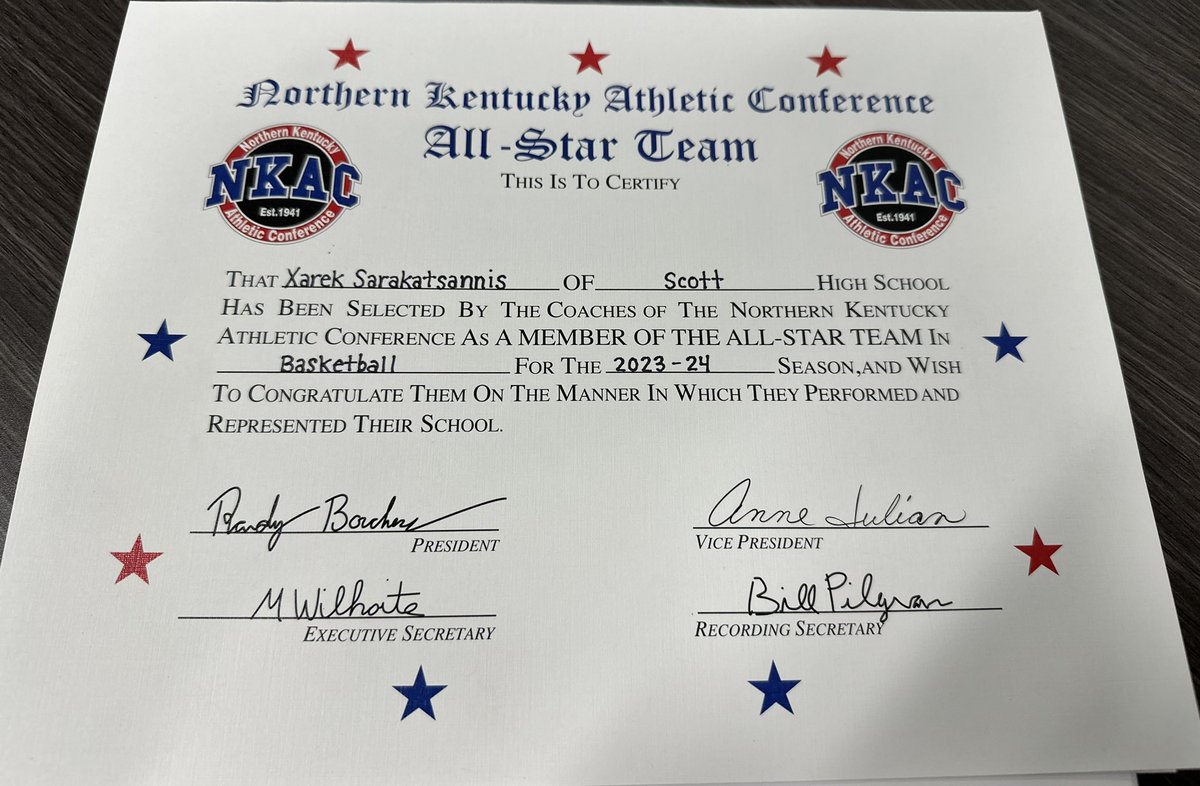 Northern Kentucky Athletic Conference
All-Star Team
THIS IS TO CERTIFY
Northern Kentucky
NKAC
Est.1941
Athletic Conference
Northern Kentucky
NKAC
Est.1941
Athletic Conference
THAT Xarek Sarakatsannis OF Scott HIGH SCHOOL
HAS BEEN SELECTED BY THE COACHES OF THE NORTHERN KENTUCKY
ATHLETIC CONFERENCE AS A MEMBER OF THE ALL-STAR TEAM IN
Basketball FOR THE 2023-24 SEASON, AND WISH
TO CONGRATULATE THEM ON THE MANNER IN WHICH THEY PERFORMED AND
REPRESENTED THEIR SCHOOL.
Randy Borchers
PRESIDENT
Anne Julian
VICE PRESIDENT
M Wilhoite
EXECUTIVE SECRETARY
Bill Pilgram
RECORDING SECRETARY